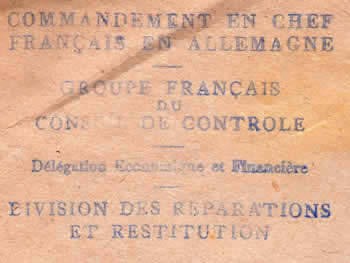 COMMANDEMENT EN CHEF
FRANÇAIS EN ALLEMAGNE
GROUPE FRANÇAIS
DU
CONSEIL DE CONTROLE
Délégation Economique et Financière
DIVISION DES REPARATIONS
ET RESTITUTION